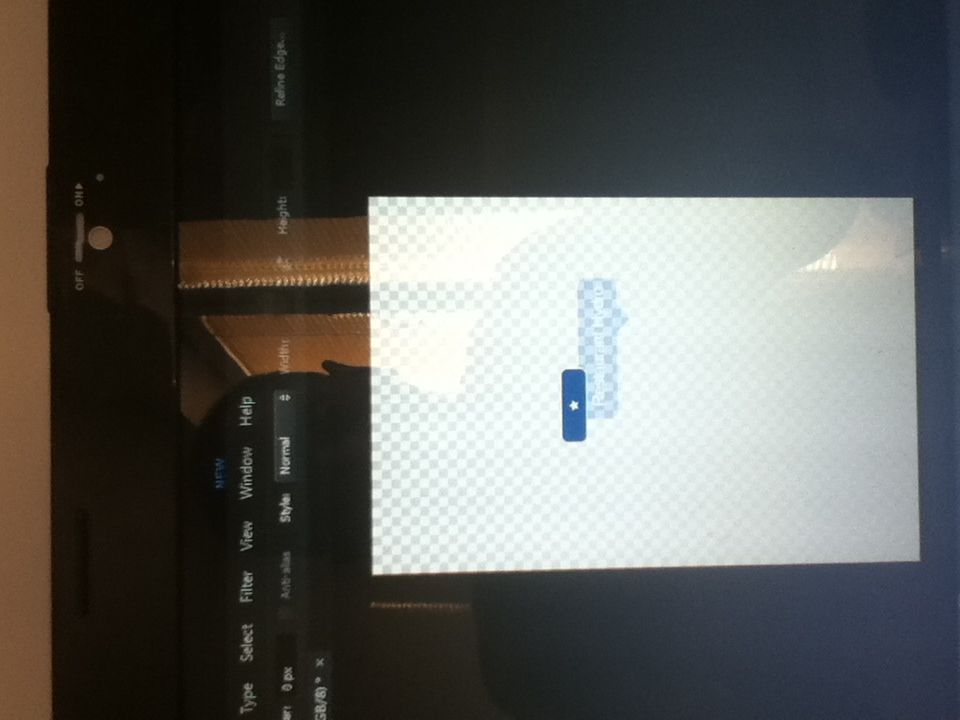 OFF ON
NEW
Type Select Filter View Window Help
0 px Anti-alias Style: Normal Width: Height: Refine Edge...
GB/8) * ×
Restaurant Hydro